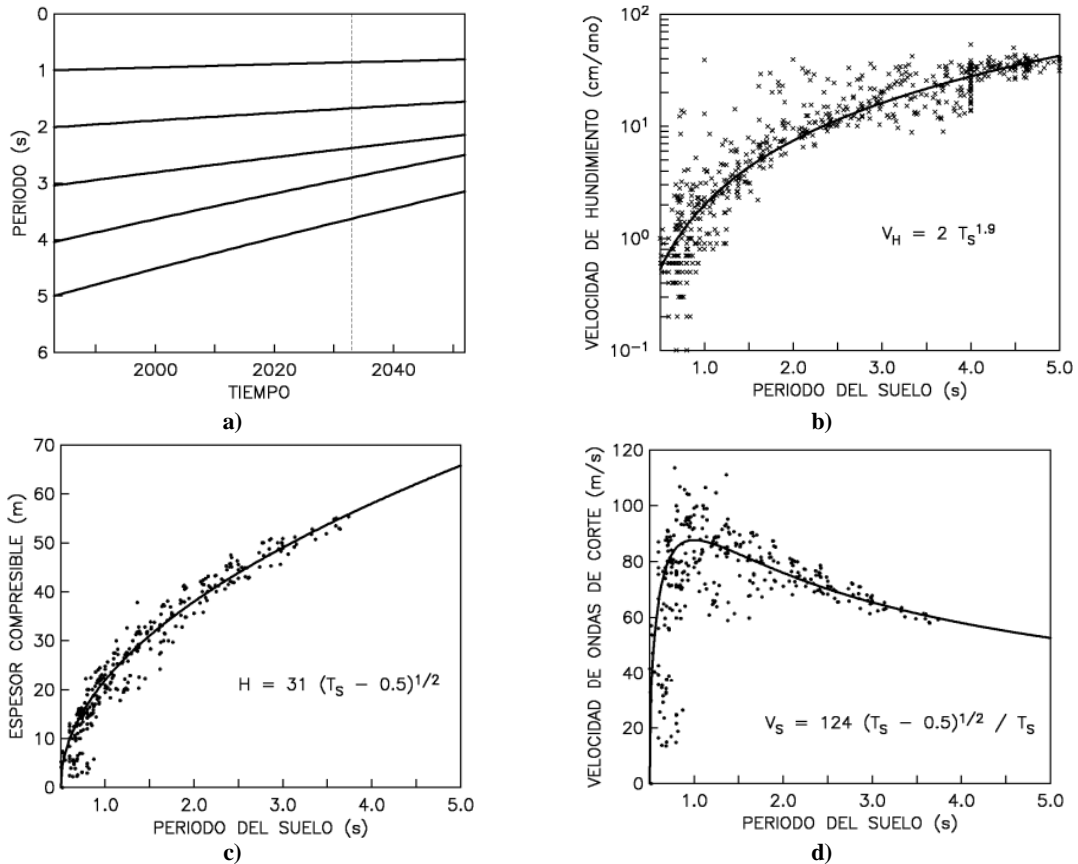 0
1
2
3
4
5
6
PERIODO (s)
2000
2020
2040
TIEMPO
a)
10²
10¹
10⁰
10⁻¹
VELOCIDAD DE HUNDIMIENTO (cm/ano)
V_H = 2 T_S^1.9
1.0
2.0
3.0
4.0
5.0
PERIODO DEL SUELO (s)
b)
70
60
50
40
30
20
10
0
ESPESOR COMPRESIBLE (m)
H = 31 (T_S − 0.5)^1/2
1.0
2.0
3.0
4.0
5.0
PERIODO DEL SUELO (s)
c)
120
100
80
60
40
20
0
VELOCIDAD DE ONDAS DE CORTE (m/s)
V_S = 124 (T_S − 0.5)^1/2 / T_S
1.0
2.0
3.0
4.0
5.0
PERIODO DEL SUELO (s)
d)